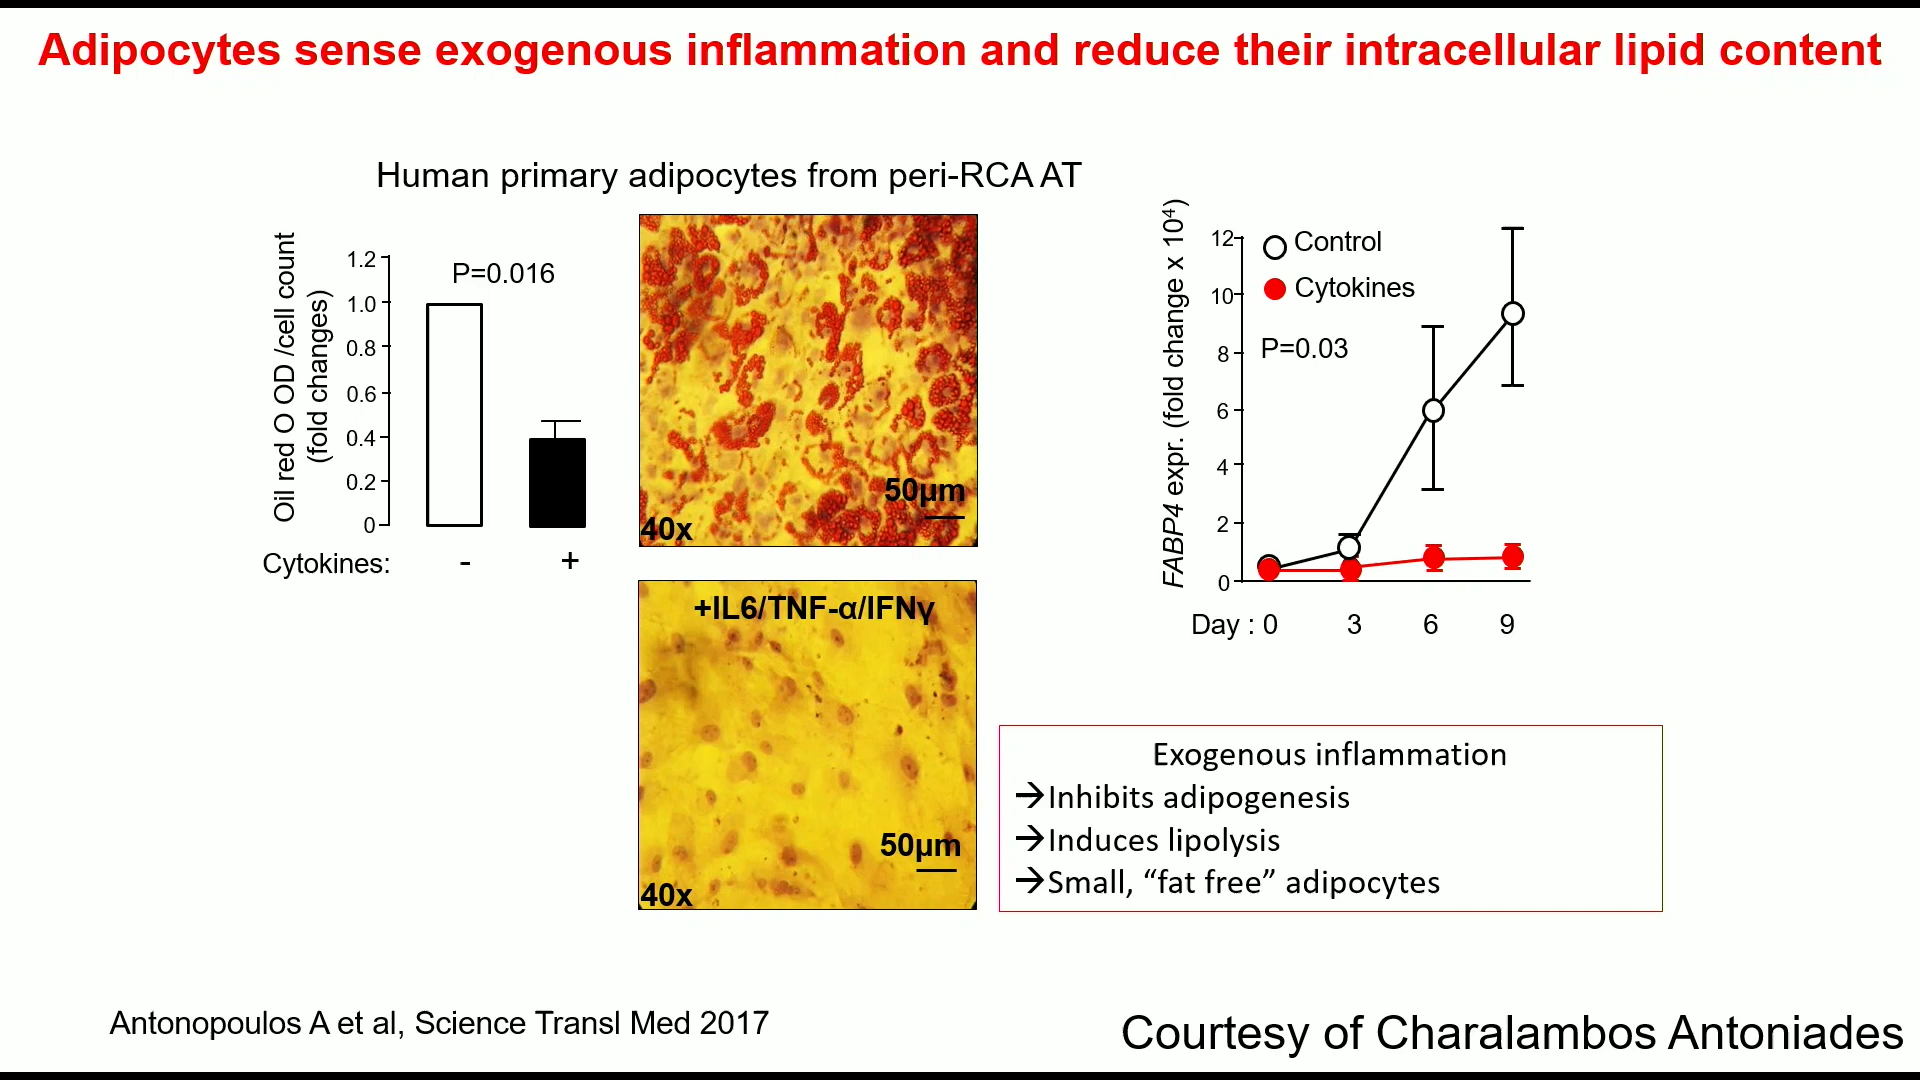 Adipocytes sense exogenous inflammation and reduce their intracellular lipid content
Human primary adipocytes from peri-RCA AT
Oil red O OD /cell count
(fold changes)
1.2
1.0
0.8
0.6
0.4
0.2
0
P=0.016
Cytokines:
-
+
50µm
40x
+IL6/TNF-α/IFNγ
50µm
40x
FABP4 expr. (fold change x 10⁴)
12
10
8
6
4
2
0
Control
Cytokines
P=0.03
Day : 0 3 6 9
Exogenous inflammation
→Inhibits adipogenesis
→Induces lipolysis
→Small, “fat free” adipocytes
Antonopoulos A et al, Science Transl Med 2017
Courtesy of Charalambos Antoniades